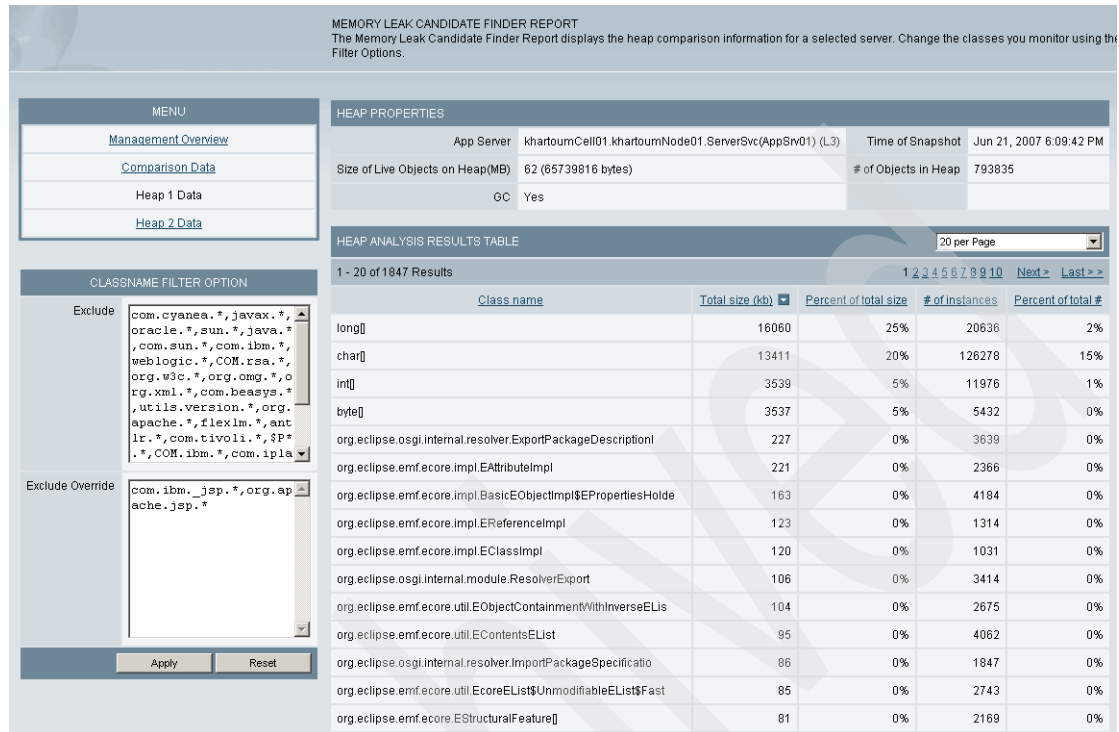 MEMORY LEAK CANDIDATE FINDER REPORT
The Memory Leak Candidate Finder Report displays the heap comparison information for a selected server. Change the classes you monitor using the
Filter Options.
MENU
Management Overview
Comparison Data
Heap 1 Data
Heap 2 Data
CLASSNAME FILTER OPTION
Exclude
com.cyanea.*,javax.*,
oracle.*,sun.*,java.*
,com.sun.*,com.ibm.*,
weblogic.*,COM.rsa.*,
org.w3c.*,org.omg.*,o
rg.xml.*,com.beasys.*
,utils.version.*,org.
apache.*,flexlm.*,ant
lr.*,com.tivoli.*,$P*
.*,COM.ibm.*,com.ipla
Exclude Override
com.ibm._jsp.*,org.ap
ache.jsp.*
Apply Reset
HEAP PROPERTIES
App Server khartoumCell01.khartoumNode01.ServerSvc(AppSrv01) (L3) Time of Snapshot Jun 21, 2007 6:09:42 PM
Size of Live Objects on Heap(MB) 62 (65739816 bytes) # of Objects in Heap 793835
GC Yes
HEAP ANALYSIS RESULTS TABLE 20 per Page
1 - 20 of 1847 Results 1 2 3 4 5 6 7 8 9 10 Next > Last > >
Class name Total size (kb) Percent of total size # of instances Percent of total #
long[] 16060 25% 20636 2%
char[] 13411 20% 126278 15%
int[] 3539 5% 11976 1%
byte[] 3537 5% 5432 0%
org.eclipse.osgi.internal.resolver.ExportPackageDescriptionI 227 0% 3639 0%
org.eclipse.emf.ecore.impl.EAttributeImpl 221 0% 2366 0%
org.eclipse.emf.ecore.impl.BasicEObjectImpl$EPropertiesHolde 163 0% 4184 0%
org.eclipse.emf.ecore.impl.EReferenceImpl 123 0% 1314 0%
org.eclipse.emf.ecore.impl.EClassImpl 120 0% 1031 0%
org.eclipse.osgi.internal.module.ResolverExport 106 0% 3414 0%
org.eclipse.emf.ecore.util.EObjectContainmentWithInverseELis 104 0% 2675 0%
org.eclipse.emf.ecore.util.EContentsEList 95 0% 4062 0%
org.eclipse.osgi.internal.resolver.ImportPackageSpecificatio 86 0% 1847 0%
org.eclipse.emf.ecore.util.EcoreEList$UnmodifiableEList$Fast 85 0% 2743 0%
org.eclipse.emf.ecore.EStructuralFeature[] 81 0% 2169 0%